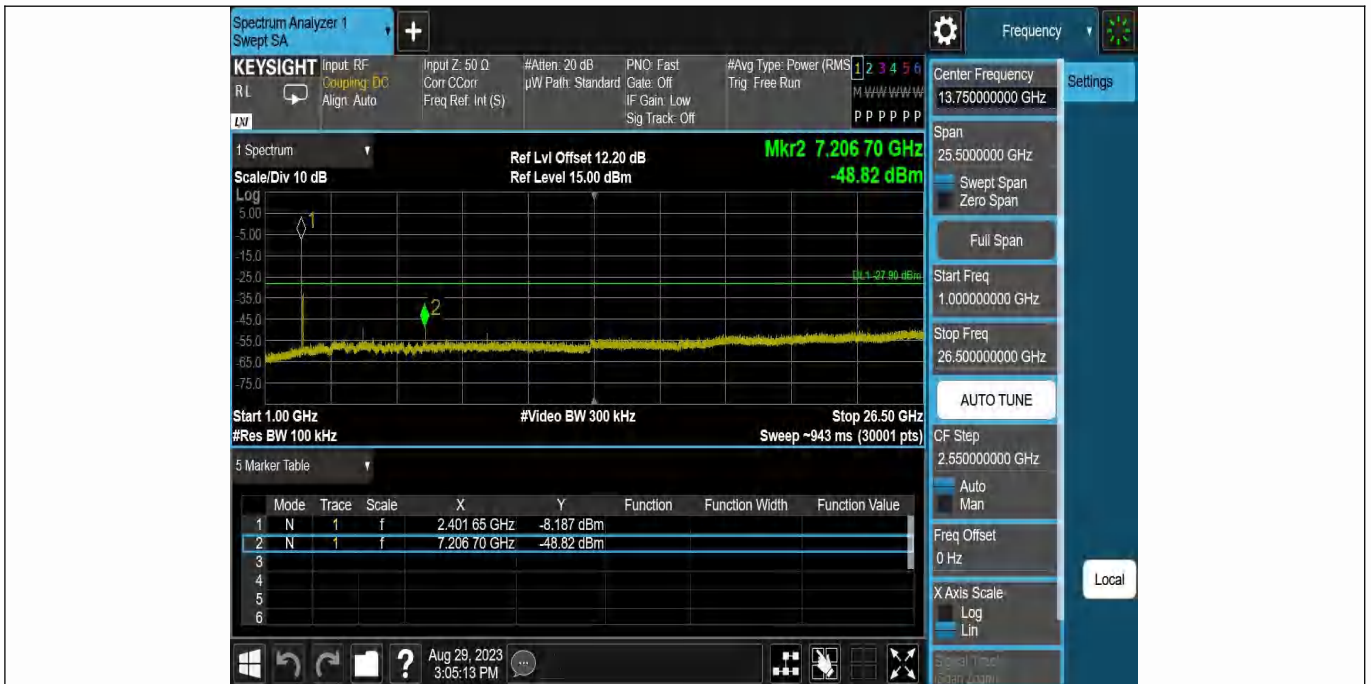 Spectrum Analyzer 1
Swept SA
+
Frequency
KEYSIGHT
RL
LXI
Input: RF
Coupling: DC
Align: Auto
Input Z: 50 Ω
Corr CCorr
Freq Ref: Int (S)
#Atten: 20 dB
µW Path: Standard
PNO: Fast
Gate: Off
IF Gain: Low
Sig Track: Off
#Avg Type: Power (RMS
Trig: Free Run
1 2 3 4 5 6
M W W W W W
P P P P P P
1 Spectrum
Scale/Div 10 dB
Ref Lvl Offset 12.20 dB
Ref Level 15.00 dBm
Mkr2 7.206 70 GHz
-48.82 dBm
Log
5.00
-5.00
-15.0
-25.0
-35.0
-45.0
-55.0
-65.0
-75.0
1
2
DL1 -27.90 dBm
Start 1.00 GHz
#Video BW 300 kHz
Stop 26.50 GHz
#Res BW 100 kHz
Sweep ~943 ms (30001 pts)
5 Marker Table
Mode Trace Scale X Y Function Function Width Function Value
1 N 1 f 2.401 65 GHz -8.187 dBm
2 N 1 f 7.206 70 GHz -48.82 dBm
3
4
5
6
Aug 29, 2023
3:05:13 PM
?
Center Frequency
13.750000000 GHz
Settings
Span
25.5000000 GHz
Swept Span
Zero Span
Full Span
Start Freq
1.000000000 GHz
Stop Freq
26.500000000 GHz
AUTO TUNE
CF Step
2.550000000 GHz
Auto
Man
Freq Offset
0 Hz
X Axis Scale
Log
Lin
Signal Track
(Span Zoom)
Local